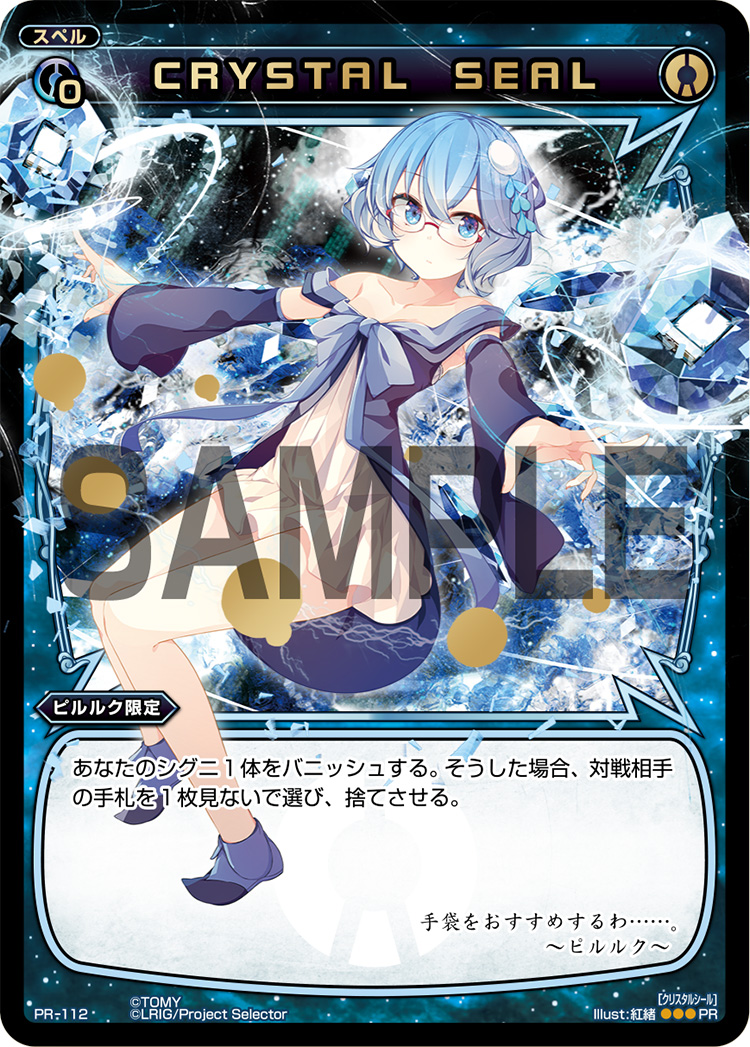 スペル
0
CRYSTAL SEAL
SAMPLE
ピルルク限定
あなたのシグニ1体をバニッシュする。そうした場合、対戦相手
の手札を1枚見ないで選び、捨てさせる。
手袋をおすすめするわ……。
～ピルルク～
PR-112
©TOMY
©LRIG/Project Selector
[クリスタルシール]
Illust:紅緒 PR